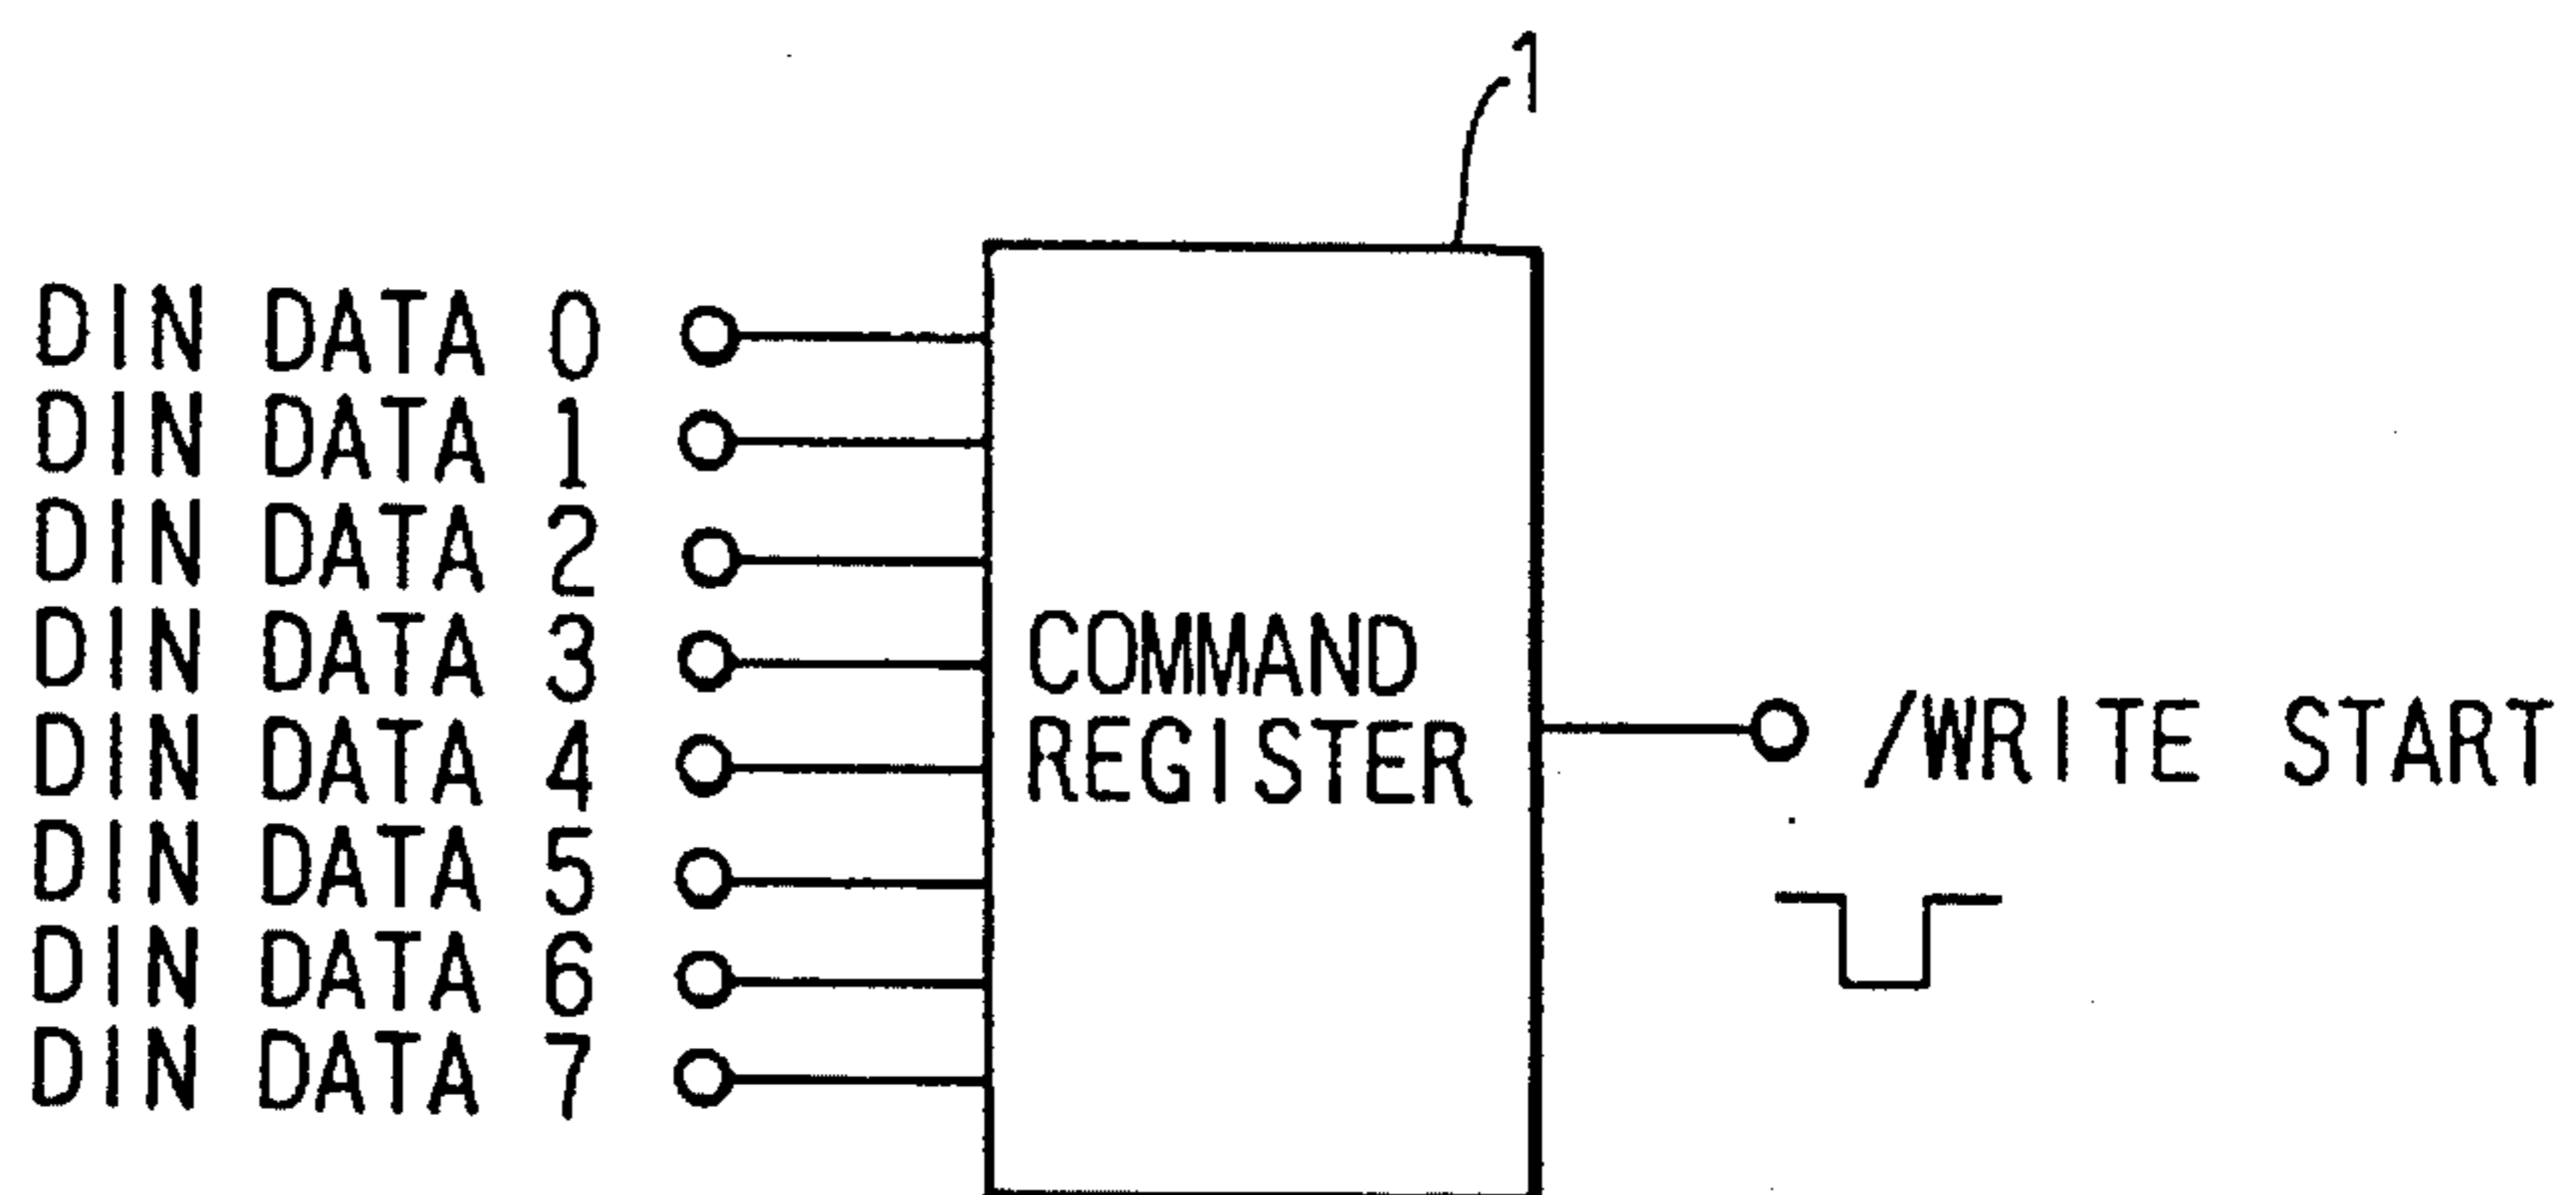 1
DIN DATA 0
DIN DATA 1
DIN DATA 2
DIN DATA 3
DIN DATA 4
DIN DATA 5
DIN DATA 6
DIN DATA 7
COMMAND
REGISTER
/WRITE START